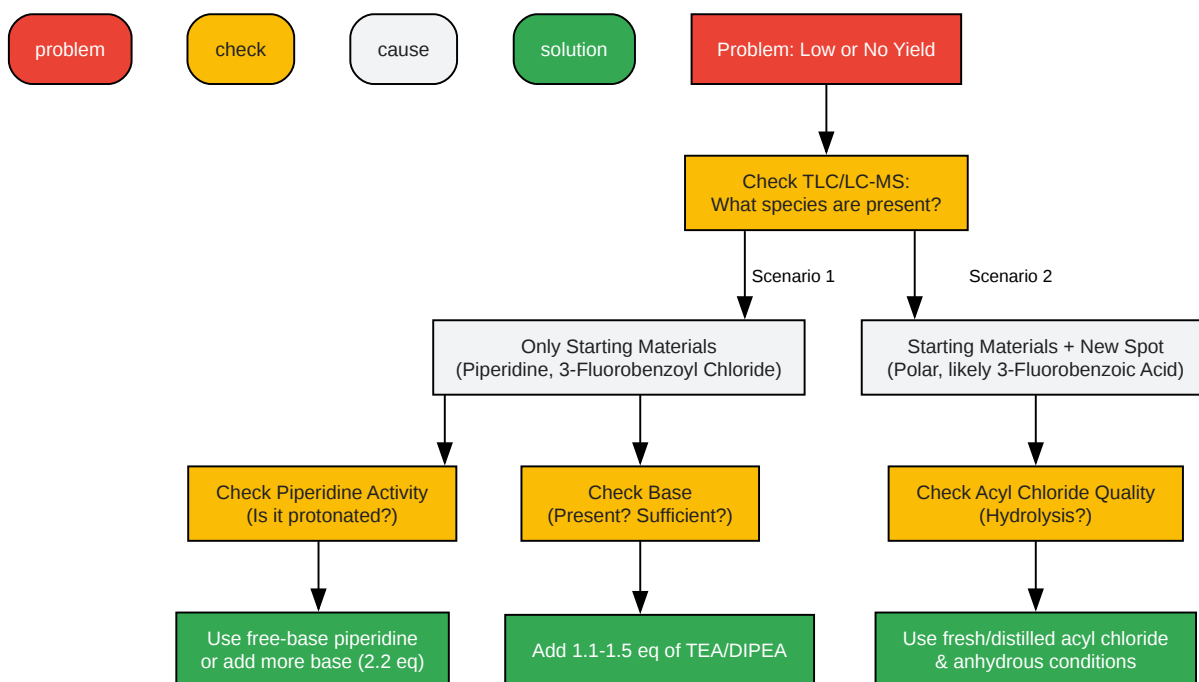 problem
check
cause
solution
Problem: Low or No Yield
Check TLC/LC-MS:
What species are present?
Scenario 1
Scenario 2
Only Starting Materials
(Piperidine, 3-Fluorobenzoyl Chloride)
Starting Materials + New Spot
(Polar, likely 3-Fluorobenzoic Acid)
Check Piperidine Activity
(Is it protonated?)
Check Base
(Present? Sufficient?)
Check Acyl Chloride Quality
(Hydrolysis?)
Use free-base piperidine
or add more base (2.2 eq)
Add 1.1-1.5 eq of TEA/DIPEA
Use fresh/distilled acyl chloride
& anhydrous conditions